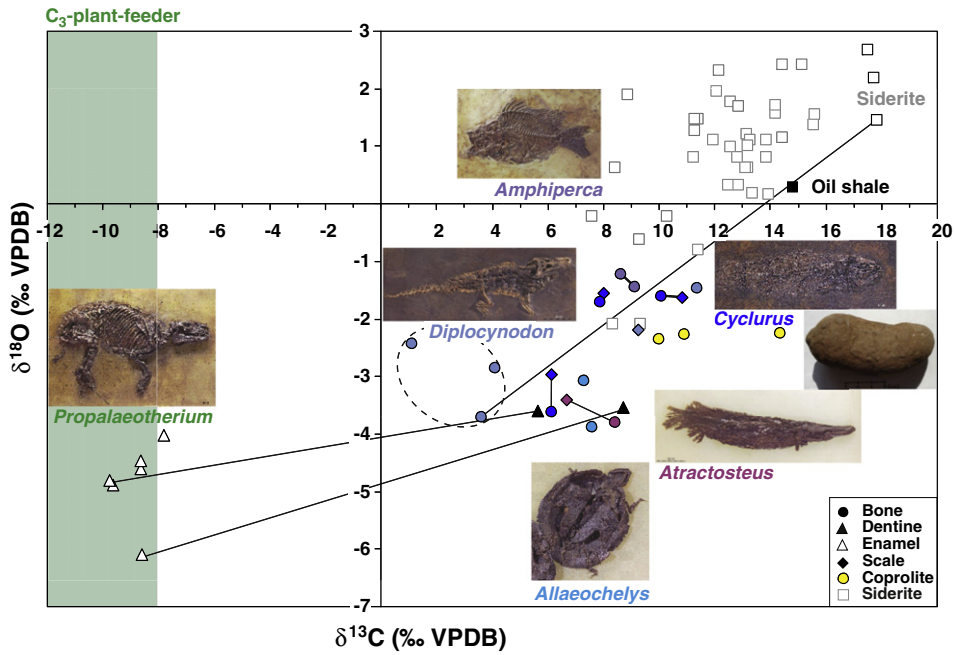 C3-plant-feeder
3
2
1
-1
-2
-3
-4
-5
-6
-7
-12 -10 -8 -6 -4 -2 2 4 6 8 10 12 14 16 18 20
δ18O (‰ VPDB)
δ13C (‰ VPDB)
Siderite
Oil shale
Amphiperca
Diplocynodon
Cyclurus
Propalaeotherium
Atractosteus
Allaeochelys
Bone
Dentine
Enamel
Scale
Coprolite
Siderite